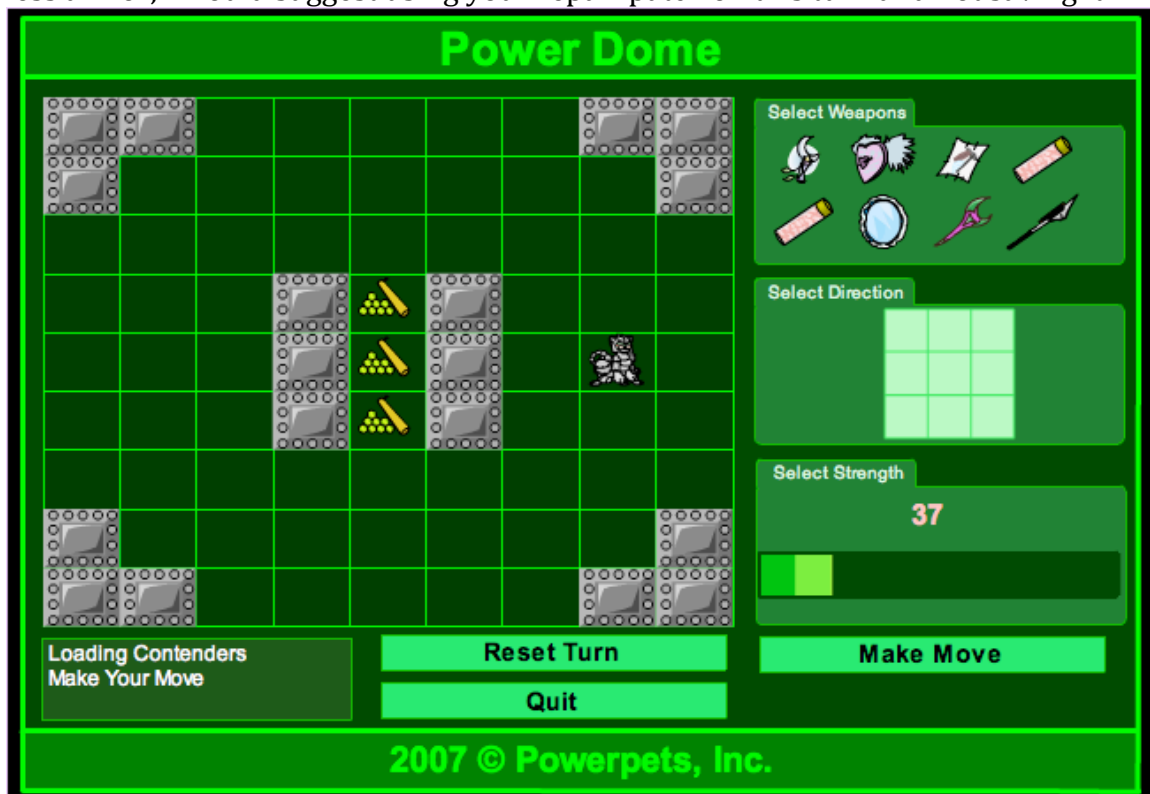 Power Dome
Select Weapons
Select Direction
Select Strength
37
Loading Contenders
Make Your Move
Reset Turn
Quit
Make Move
2007 © Powerpets, Inc.